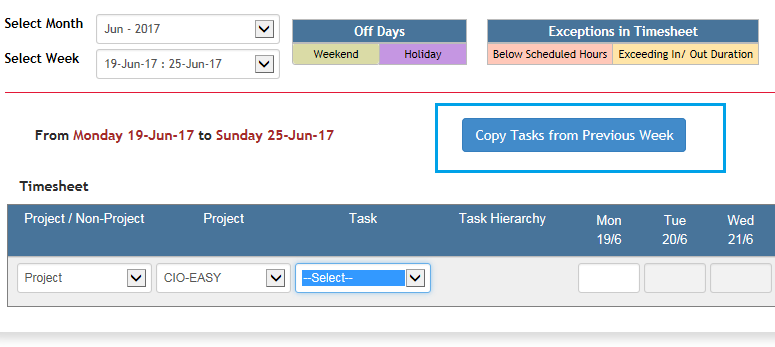 Select Month Jun - 2017
Off Days
Exceptions in Timesheet
Select Week 19-Jun-17 : 25-Jun-17
Weekend Holiday
Below Scheduled Hours Exceeding In/ Out Duration
From Monday 19-Jun-17 to Sunday 25-Jun-17
Copy Tasks from Previous Week
Timesheet
Project / Non-Project Project Task Task Hierarchy Mon Tue Wed
19/6 20/6 21/6
Project CIO-EASY --Select--